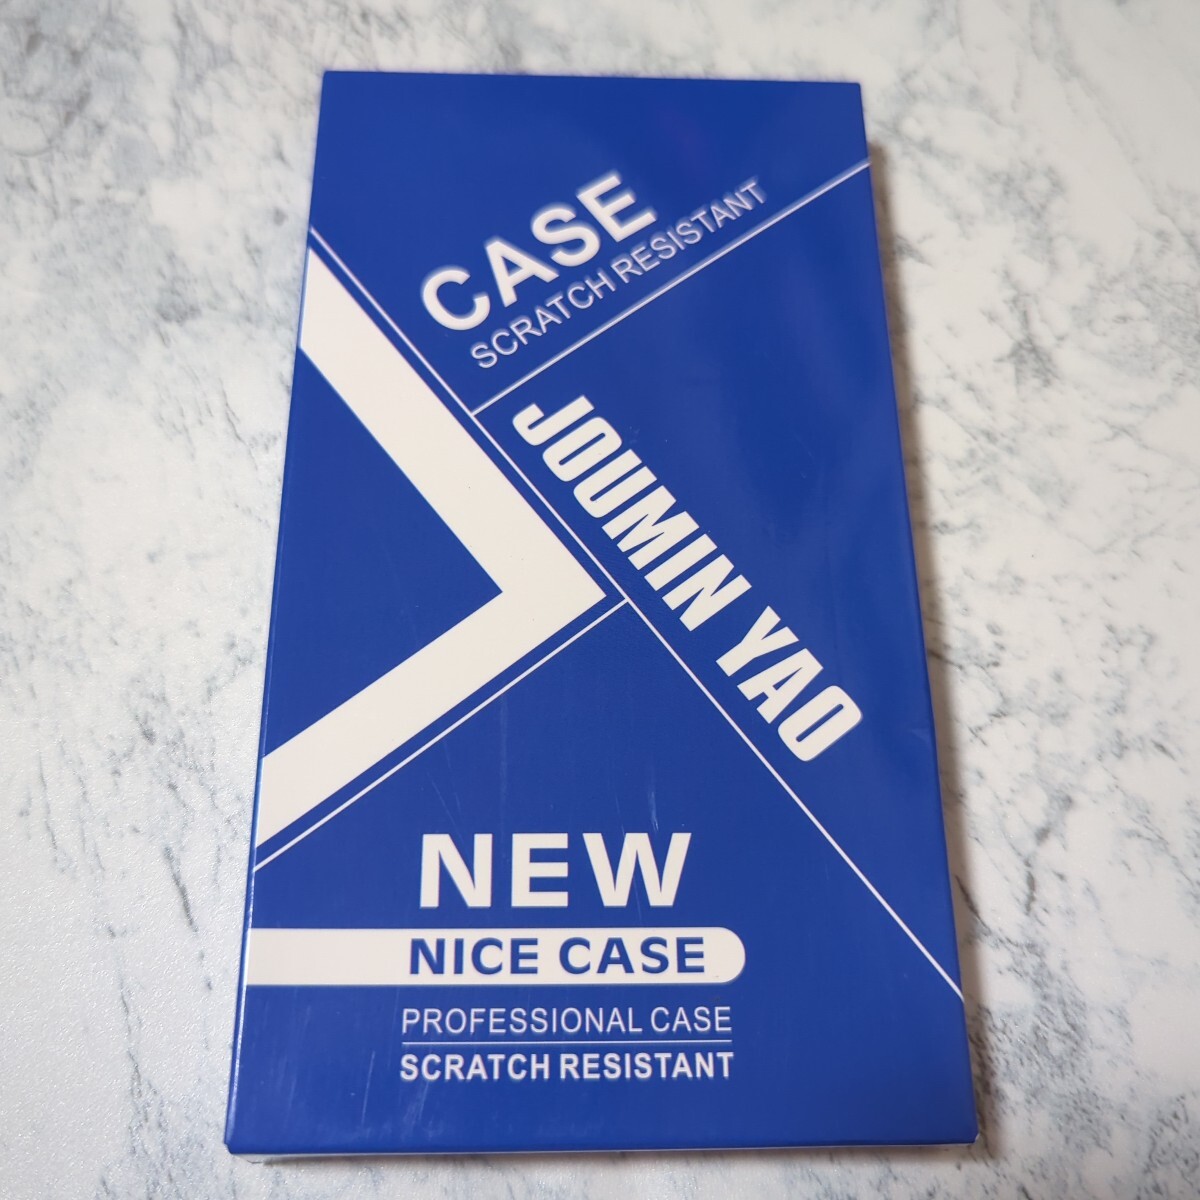 CASE
SCRATCH RESISTANT
JOUMIN YAO
NEW
NICE CASE
PROFESSIONAL CASE
SCRATCH RESISTANT